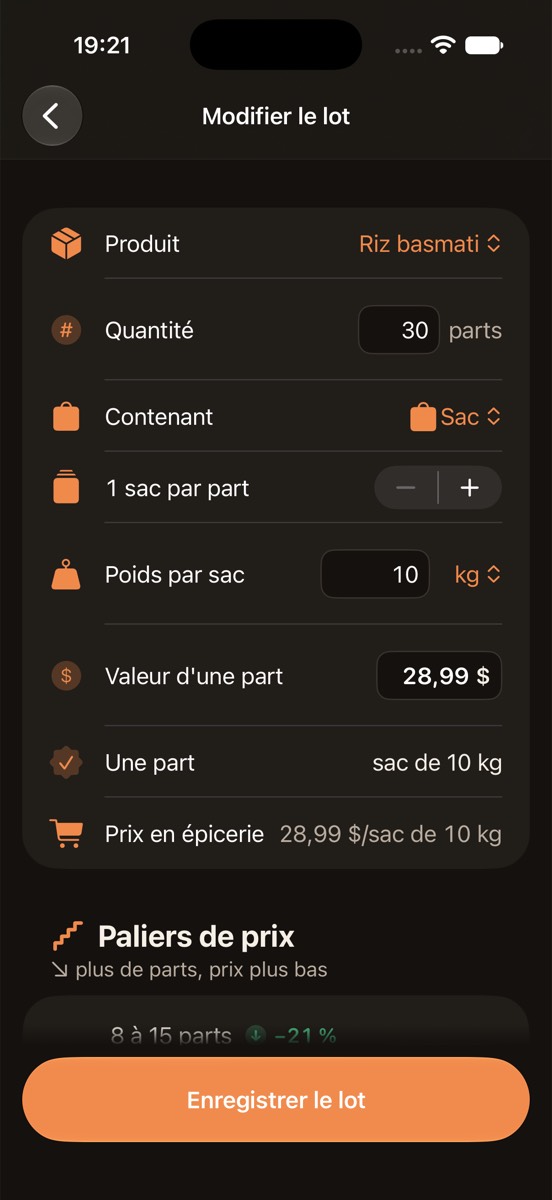 19:21
Modifier le lot
Produit Riz basmati
# Quantité 30 parts
Contenant Sac
1 sac par part − +
Poids par sac 10 kg
$ Valeur d'une part 28,99 $
Une part sac de 10 kg
Prix en épicerie 28,99 $/sac de 10 kg
Paliers de prix
↘ plus de parts, prix plus bas
8 à 15 parts −21 %
Enregistrer le lot